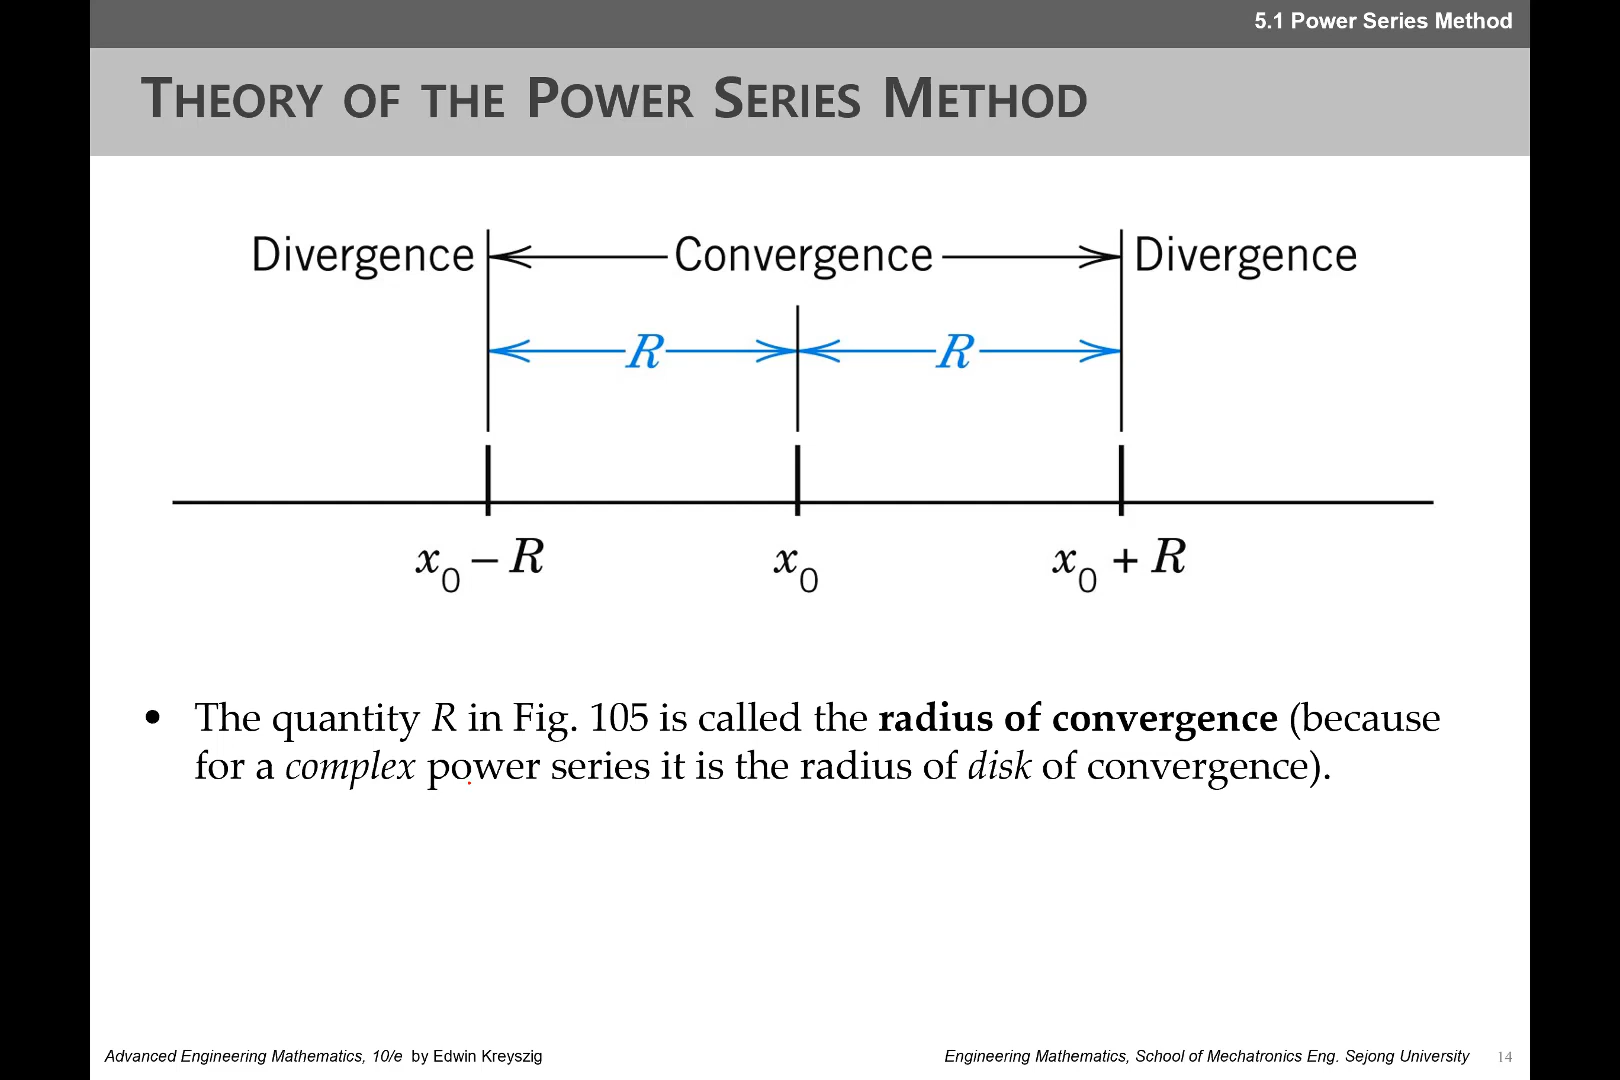 5.1 Power Series Method
THEORY OF THE POWER SERIES METHOD
Divergence Convergence Divergence
R R
x₀ – R x₀ x₀ + R
• The quantity R in Fig. 105 is called the radius of convergence (because
for a complex power series it is the radius of disk of convergence).
Advanced Engineering Mathematics, 10/e by Edwin Kreyszig Engineering Mathematics, School of Mechatronics Eng. Sejong University 14